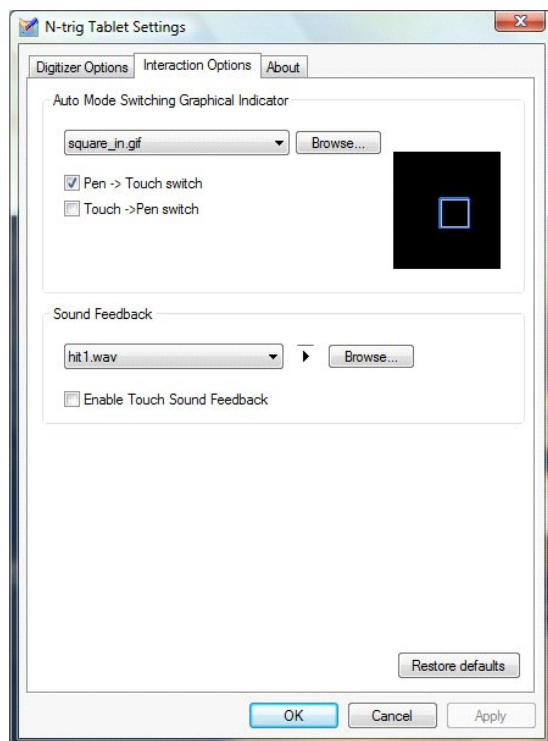 N-trig Tablet Settings
Digitizer Options Interaction Options About
Auto Mode Switching Graphical Indicator
square_in.gif Browse...
Pen -> Touch switch
Touch ->Pen switch
Sound Feedback
hit1.wav Browse...
Enable Touch Sound Feedback
Restore defaults
OK Cancel Apply